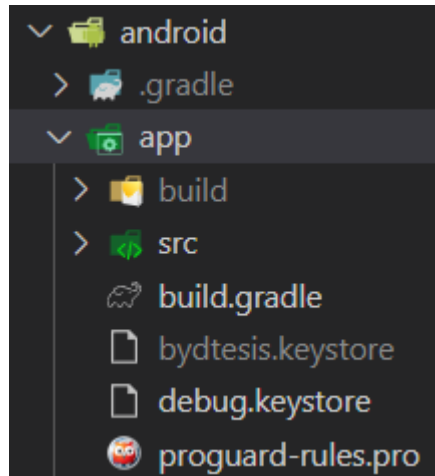 android
.gradle
app
build
src
build.gradle
bydtesis.keystore
debug.keystore
proguard-rules.pro